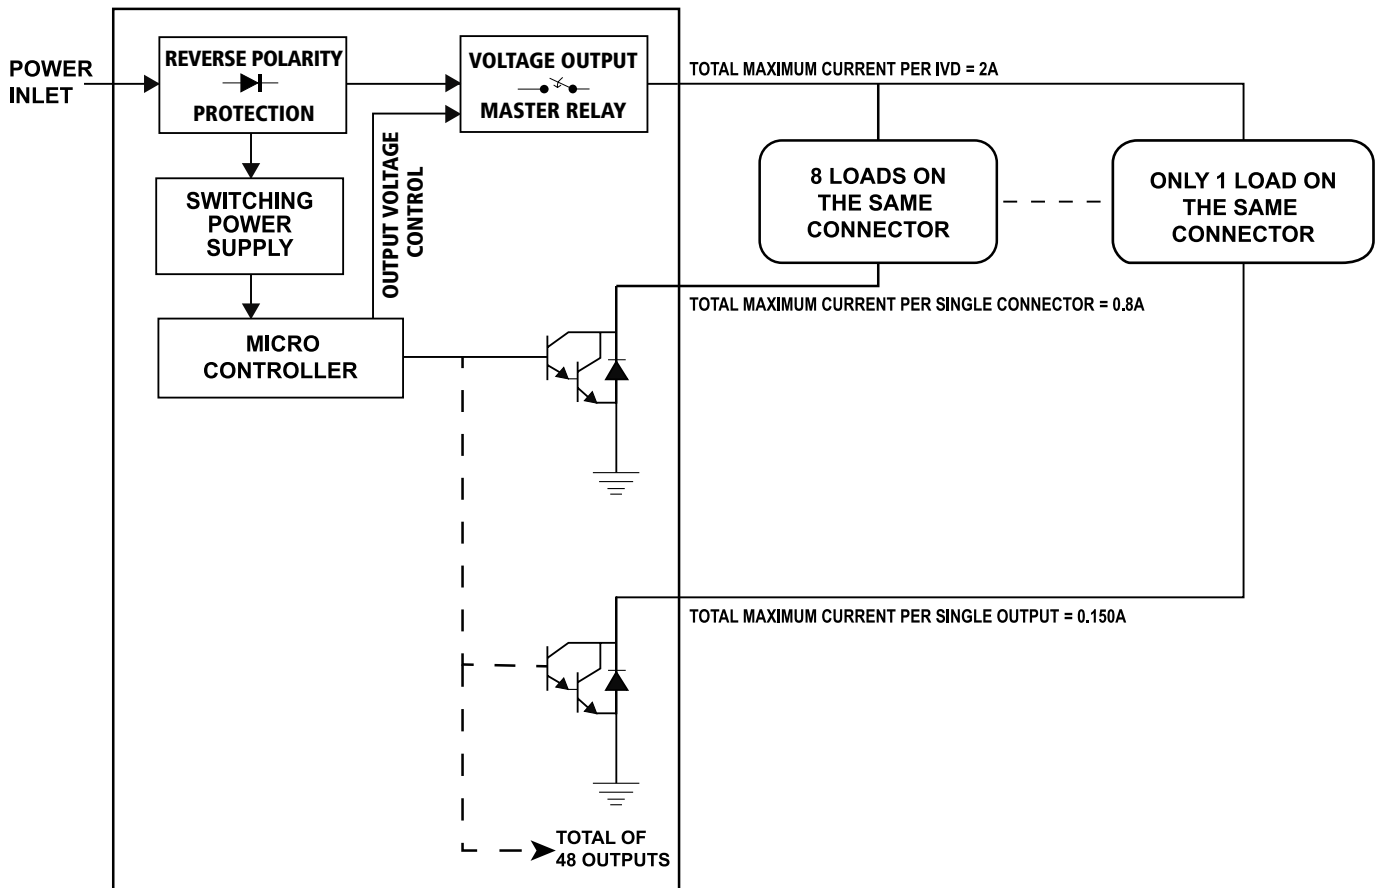 POWER
INLET
REVERSE POLARITY
PROTECTION
VOLTAGE OUTPUT
MASTER RELAY
TOTAL MAXIMUM CURRENT PER IVD = 2A
OUTPUT VOLTAGE
CONTROL
SWITCHING
POWER
SUPPLY
8 LOADS ON
THE SAME
CONNECTOR
ONLY 1 LOAD ON
THE SAME
CONNECTOR
TOTAL MAXIMUM CURRENT PER SINGLE CONNECTOR = 0.8A
MICRO
CONTROLLER
TOTAL MAXIMUM CURRENT PER SINGLE OUTPUT = 0.150A
TOTAL OF
48 OUTPUTS